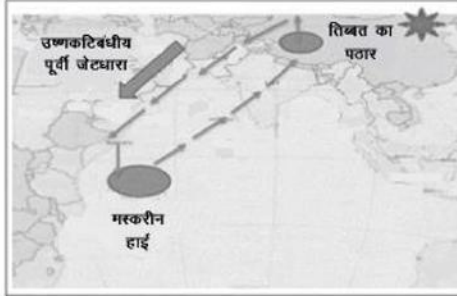 उष्णकटिबंधीय
पूर्वी जेटधारा
तिब्बत का
पठार
मस्करीन
हाई